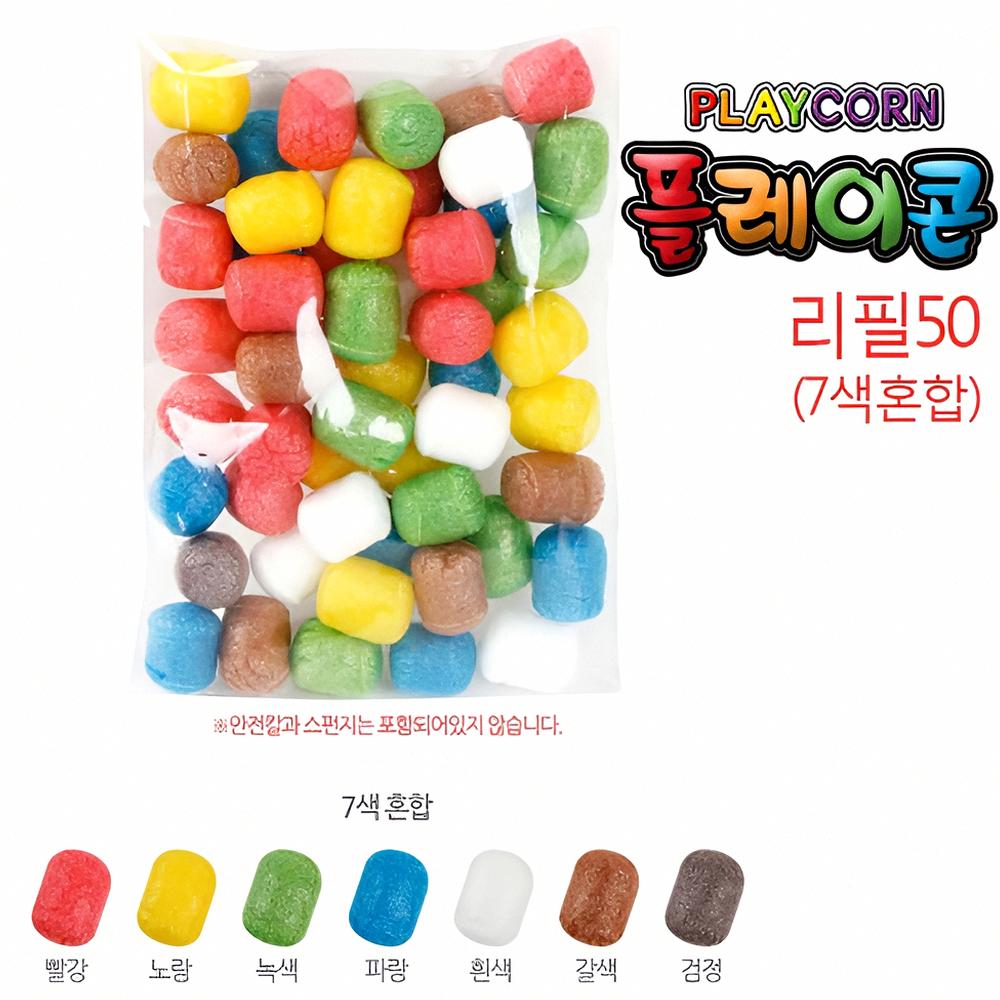 PLAYCORN
플레이콘
리필50
(7색혼합)
※안전칼과 스펀지는 포함되어있지 않습니다.
7색 혼합
빨강 노랑 녹색 파랑 흰색 갈색 검정